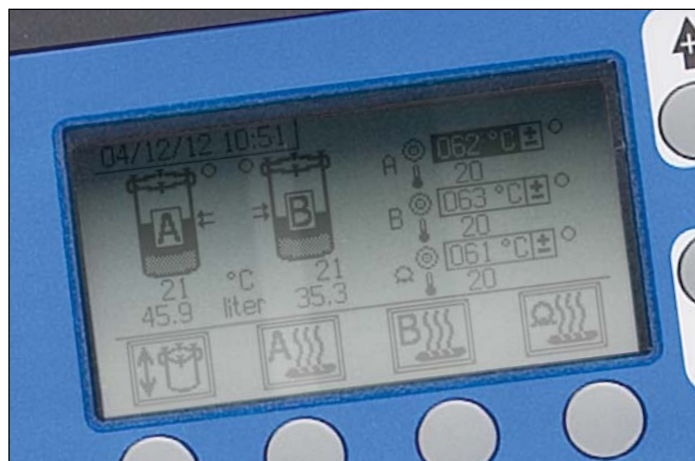 04/12/12 10:51
A 062 °C ±
20
B 063 °C ±
20
061 °C ±
20
A B
21 °C 21
45.9 liter 35.3
A B